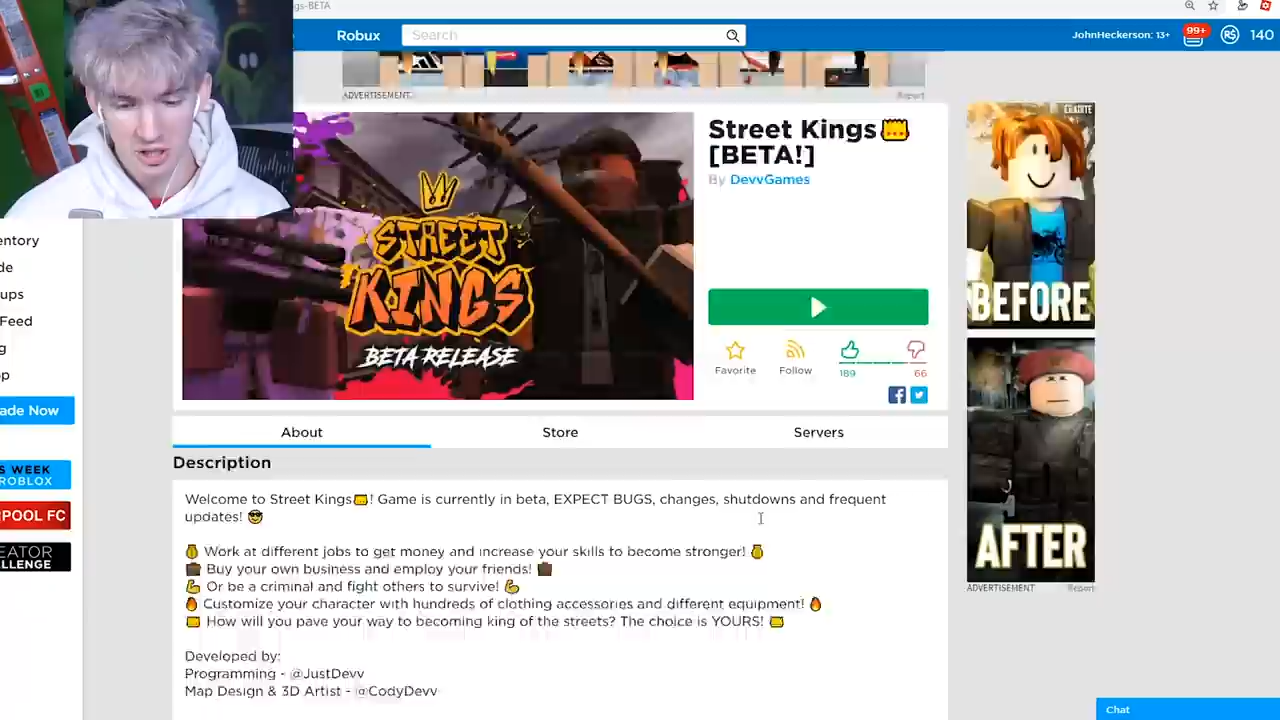 gs-BETA
Robux
Search
JohnHeckerson: 13+
99+
R$
140
ADVERTISEMENT
Report
STREET
KINGS
BETA RELEASE
Street Kings
[BETA!]
By DevvGames
Favorite
Follow
189
66
BEFORE
AFTER
ADVERTISEMENT
Report
entory
de
ups
Feed
g
p
ade Now
S WEEK
ROBLOX
POOL FC
EATOR
LLENGE
About
Store
Servers
Description
Welcome to Street Kings! Game is currently in beta, EXPECT BUGS, changes, shutdowns and frequent
updates! 😎
💰 Work at different jobs to get money and increase your skills to become stronger! 💰
💼 Buy your own business and employ your friends! 💼
💪 Or be a criminal and fight others to survive! 💪
🔥 Customize your character with hundreds of clothing accessories and different equipment! 🔥
👑 How will you pave your way to becoming king of the streets? The choice is YOURS! 👑
Developed by:
Programming - @JustDevv
Map Design & 3D Artist - @CodyDevv
Chat